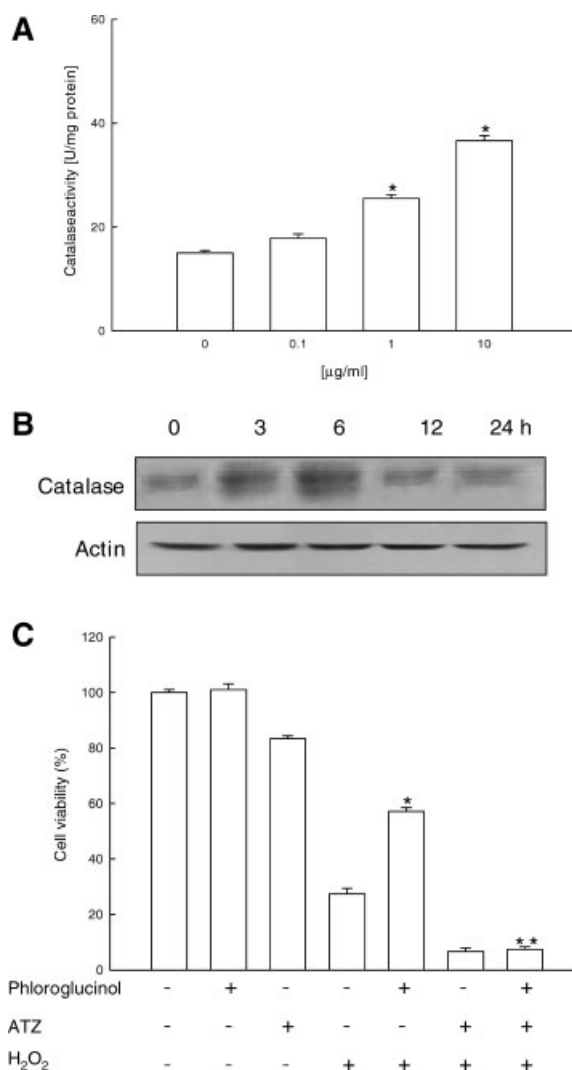 A
60
40
20
0
Catalaseactivity [U/mg protein]
*
*
0 0.1 1 10
[µg/ml]
B
0 3 6 12 24 h
Catalase
Actin
C
120
100
80
60
40
20
0
Cell viability (%)
*
**
Phloroglucinol - + - - + - +
ATZ - - + - - + +
H₂O₂ - - - + + + +